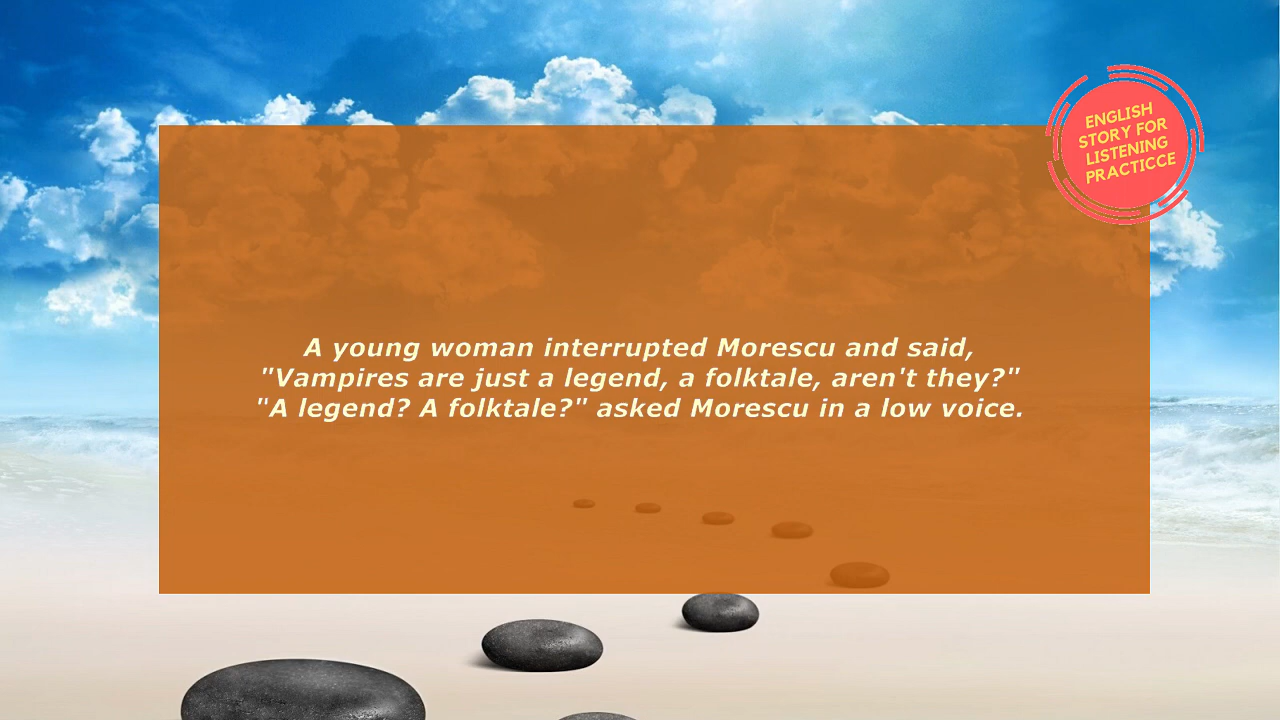 ENGLISH
STORY FOR
LISTENING
PRACTICCE
A young woman interrupted Morescu and said,
"Vampires are just a legend, a folktale, aren't they?"
"A legend? A folktale?" asked Morescu in a low voice.